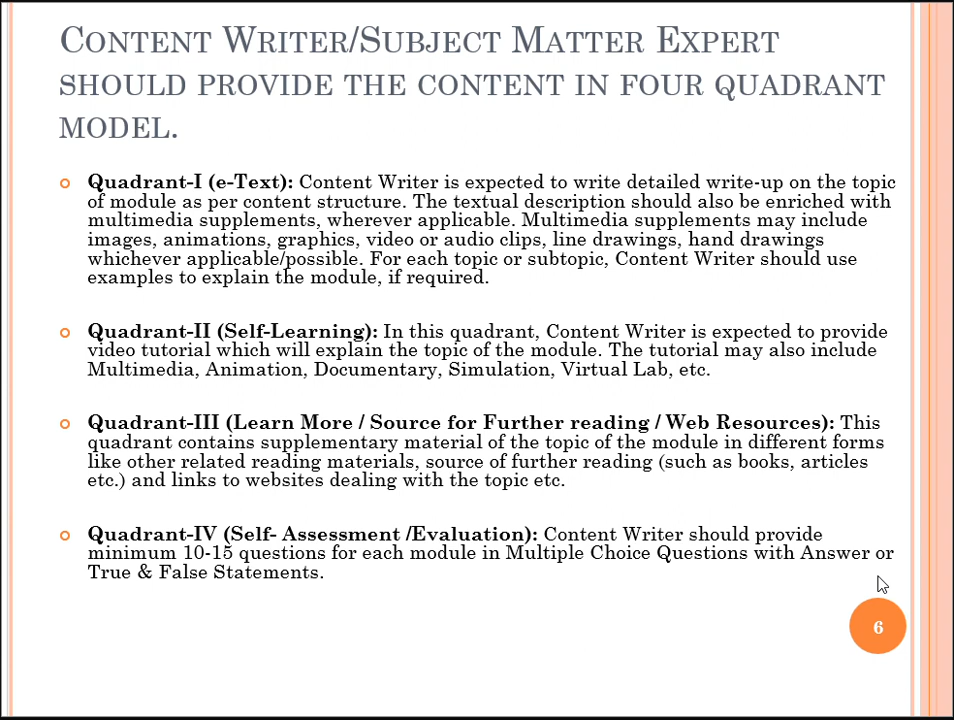 CONTENT WRITER/SUBJECT MATTER EXPERT
SHOULD PROVIDE THE CONTENT IN FOUR QUADRANT
MODEL.
Quadrant-I (e-Text): Content Writer is expected to write detailed write-up on the topic
of module as per content structure. The textual description should also be enriched with
multimedia supplements, wherever applicable. Multimedia supplements may include
images, animations, graphics, video or audio clips, line drawings, hand drawings
whichever applicable/possible. For each topic or subtopic, Content Writer should use
examples to explain the module, if required.
Quadrant-II (Self-Learning): In this quadrant, Content Writer is expected to provide
video tutorial which will explain the topic of the module. The tutorial may also include
Multimedia, Animation, Documentary, Simulation, Virtual Lab, etc.
Quadrant-III (Learn More / Source for Further reading / Web Resources): This
quadrant contains supplementary material of the topic of the module in different forms
like other related reading materials, source of further reading (such as books, articles
etc.) and links to websites dealing with the topic etc.
Quadrant-IV (Self- Assessment /Evaluation): Content Writer should provide
minimum 10-15 questions for each module in Multiple Choice Questions with Answer or
True & False Statements.
6